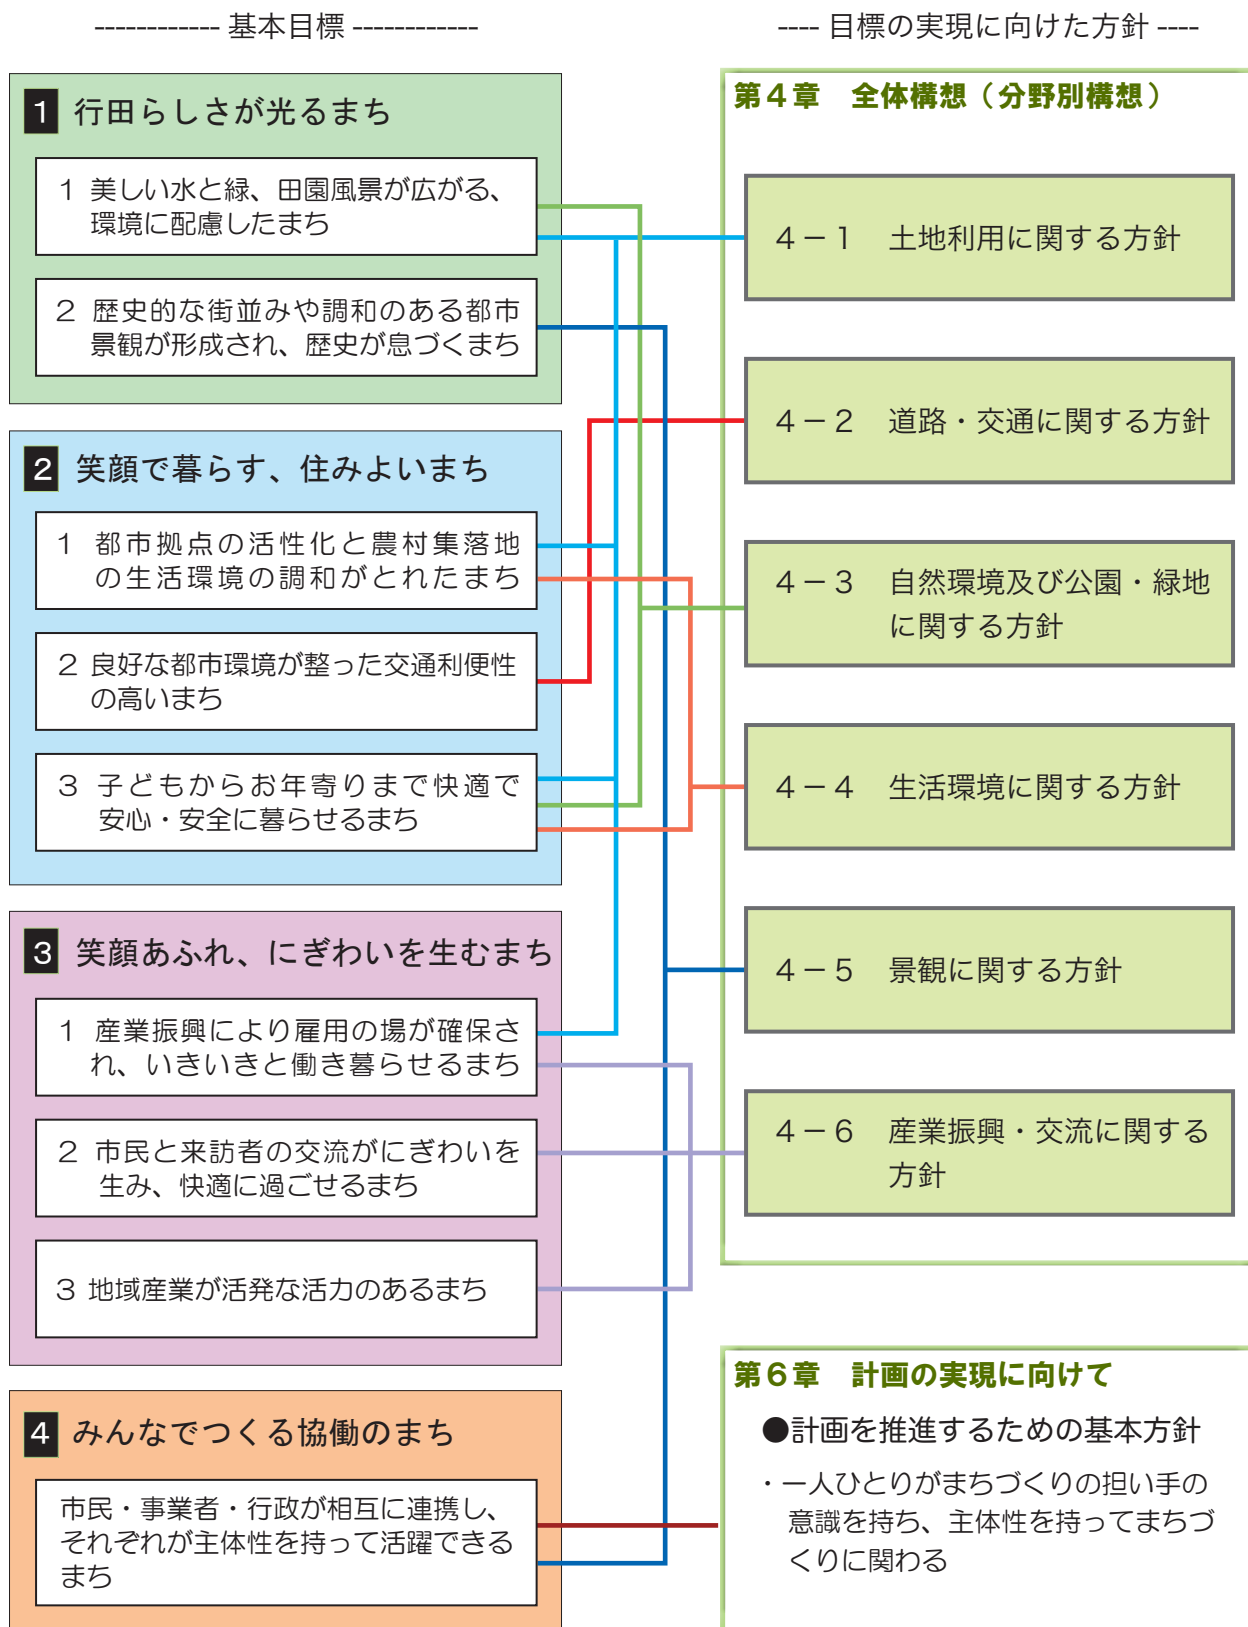 ------------ 基本目標 ------------
1 行田らしさが光るまち
1 美しい水と緑、田園風景が広がる、
環境に配慮したまち
2 歴史的な街並みや調和のある都市
景観が形成され、歴史が息づくまち
2 笑顔で暮らす、住みよいまち
1 都市拠点の活性化と農村集落地
の生活環境の調和がとれたまち
2 良好な都市環境が整った交通利便性
の高いまち
3 子どもからお年寄りまで快適で
安心・安全に暮らせるまち
3 笑顔あふれ、にぎわいを生むまち
1 産業振興により雇用の場が確保さ
れ、いきいきと働き暮らせるまち
2 市民と来訪者の交流がにぎわいを
生み、快適に過ごせるまち
3 地域産業が活発な活力のあるまち
4 みんなでつくる協働のまち
市民・事業者・行政が相互に連携し、
それぞれが主体性を持って活躍できる
まち
---- 目標の実現に向けた方針 ----
第4章 全体構想（分野別構想）
4－1 土地利用に関する方針
4－2 道路・交通に関する方針
4－3 自然環境及び公園・緑地
に関する方針
4－4 生活環境に関する方針
4－5 景観に関する方針
4－6 産業振興・交流に関する
方針
第6章 計画の実現に向けて
●計画を推進するための基本方針
・一人ひとりがまちづくりの担い手の
意識を持ち、主体性を持ってまちづ
くりに関わる